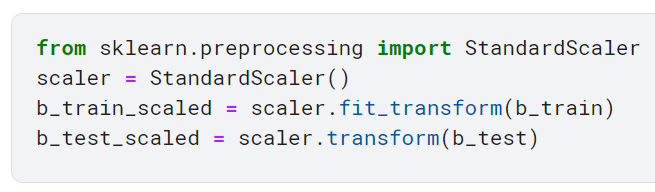 from sklearn.preprocessing import StandardScaler
scaler = StandardScaler()
b_train_scaled = scaler.fit_transform(b_train)
b_test_scaled = scaler.transform(b_test)